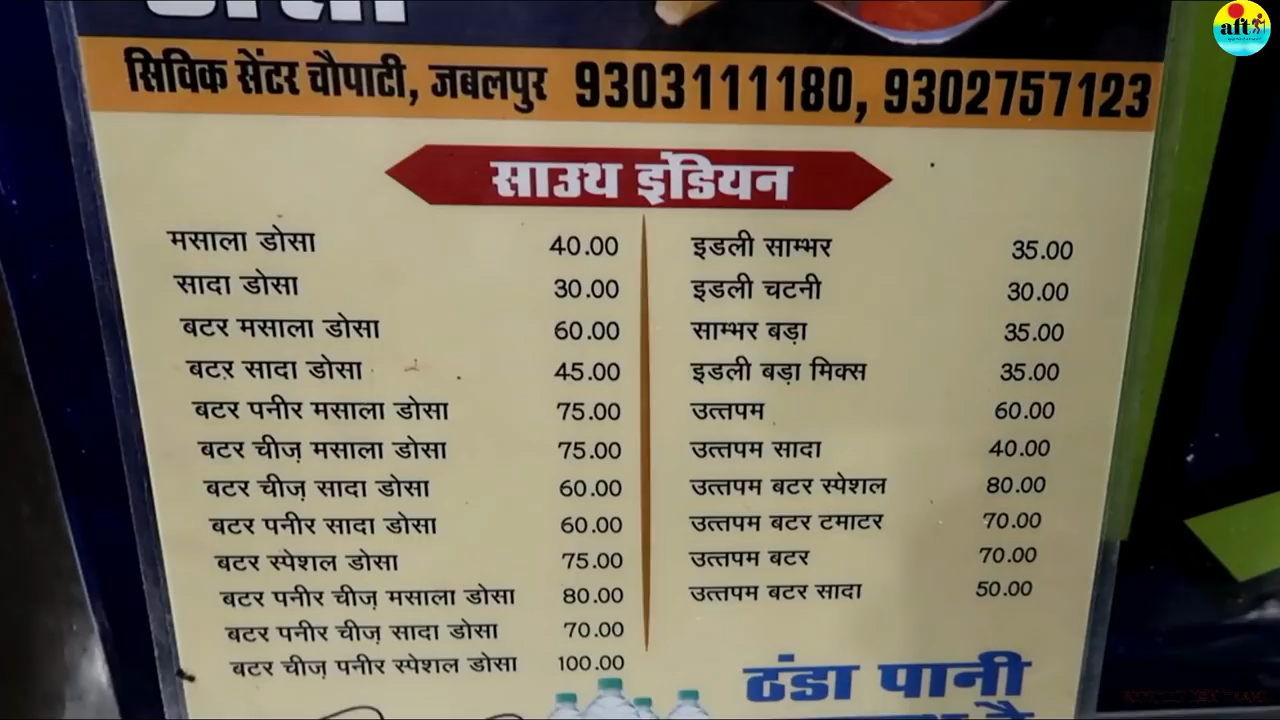 सिविक सेंटर चौपाटी, जबलपुर 9303111180, 9302757123
साउथ इंडियन
मसाला डोसा 40.00
सादा डोसा 30.00
बटर मसाला डोसा 60.00
बटर सादा डोसा 45.00
बटर पनीर मसाला डोसा 75.00
बटर चीज़ मसाला डोसा 75.00
बटर चीज़ सादा डोसा 60.00
बटर पनीर सादा डोसा 60.00
बटर स्पेशल डोसा 75.00
बटर पनीर चीज़ मसाला डोसा 80.00
बटर पनीर चीज़ सादा डोसा 70.00
बटर चीज़ पनीर स्पेशल डोसा 100.00
इडली साम्भर 35.00
इडली चटनी 30.00
साम्भर बड़ा 35.00
इडली बड़ा मिक्स 35.00
उत्तपम 60.00
उत्तपम सादा 40.00
उत्तपम बटर स्पेशल 80.00
उत्तपम बटर टमाटर 70.00
उत्तपम बटर 70.00
उत्तपम बटर सादा 50.00
ठंडा पानी
aft